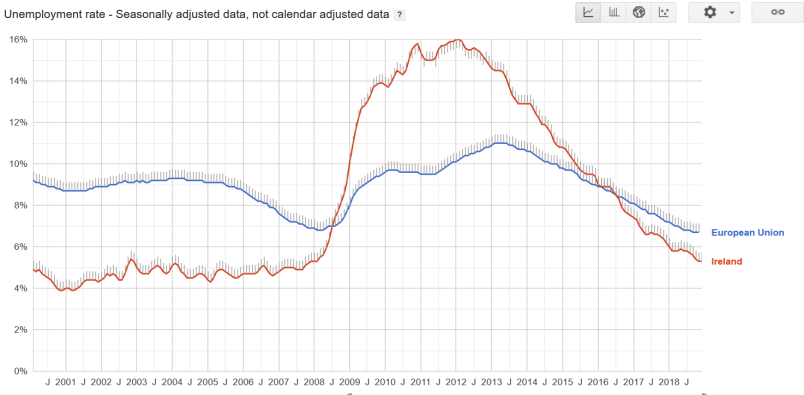 Unemployment rate - Seasonally adjusted data, not calendar adjusted data ?
16%
14%
12%
10%
8%
6%
4%
2%
0%
European Union
Ireland
J 2001 J 2002 J 2003 J 2004 J 2005 J 2006 J 2007 J 2008 J 2009 J 2010 J 2011 J 2012 J 2013 J 2014 J 2015 J 2016 J 2017 J 2018 J